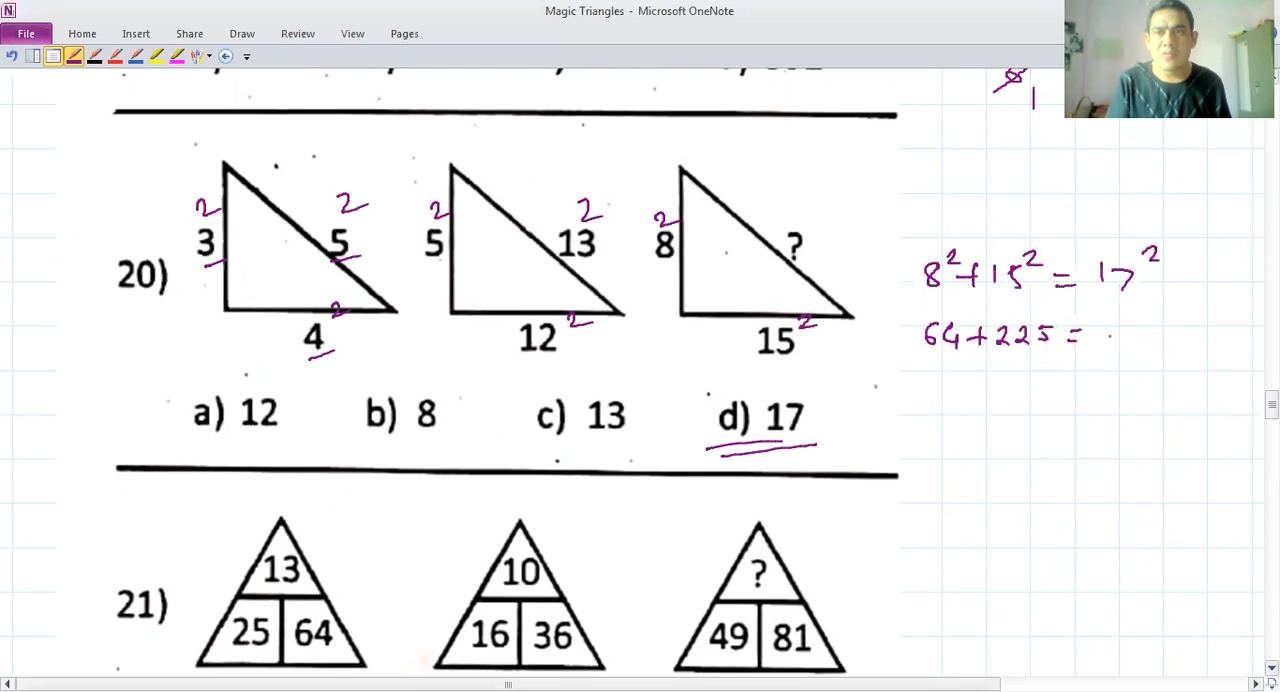 Magic Triangles - Microsoft OneNote
File Home Insert Share Draw Review View Pages
1
2 2 2 2 2
3 5 5 13 8 ?
20)
2 2 2
4 12 15
8² + 15² = 17²
64 + 225 =
a) 12 b) 8 c) 13 d) 17
21)
13 10 ?
25 64 16 36 49 81